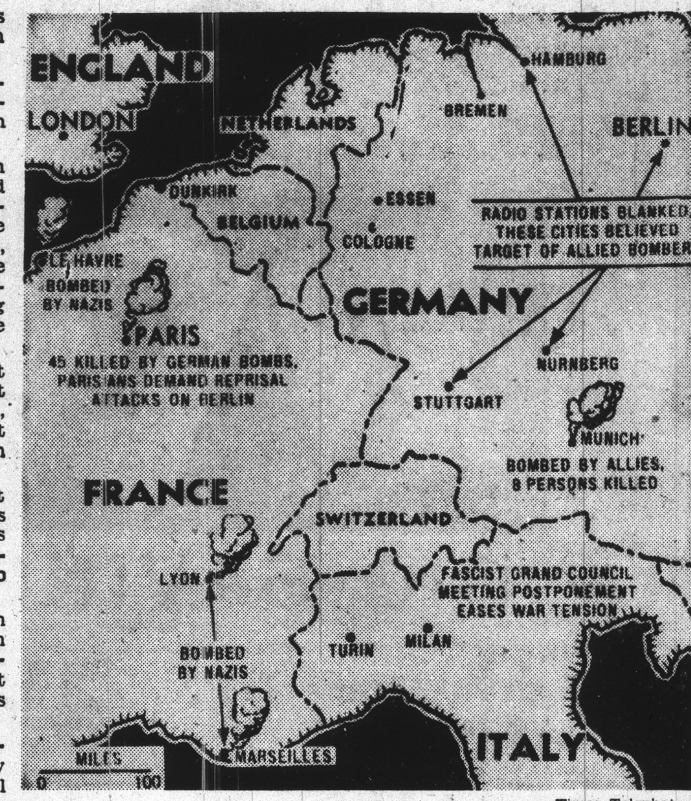 ENGLAND
LONDON
NETHERLANDS
HAMBURG
BREMEN
BERLIN
DUNKIRK
BELGIUM
ESSEN
COLOGNE
RADIO STATIONS BLANKED
THESE CITIES BELIEVED
TARGET OF ALLIED BOMBER
LE HAVRE
BOMBED
BY NAZIS
GERMANY
PARIS
45 KILLED BY GERMAN BOMBS,
PARISIANS DEMAND REPRISAL
ATTACKS ON BERLIN
NURNBERG
STUTTGART
MUNICH
BOMBED BY ALLIES,
8 PERSONS KILLED
FRANCE
SWITZERLAND
LYON
FASCIST GRAND COUNCIL
MEETING POSTPONEMENT
EASES WAR TENSION
BOMBED
BY NAZIS
TURIN
MILAN
ITALY
MARSEILLES
MILES
0 100